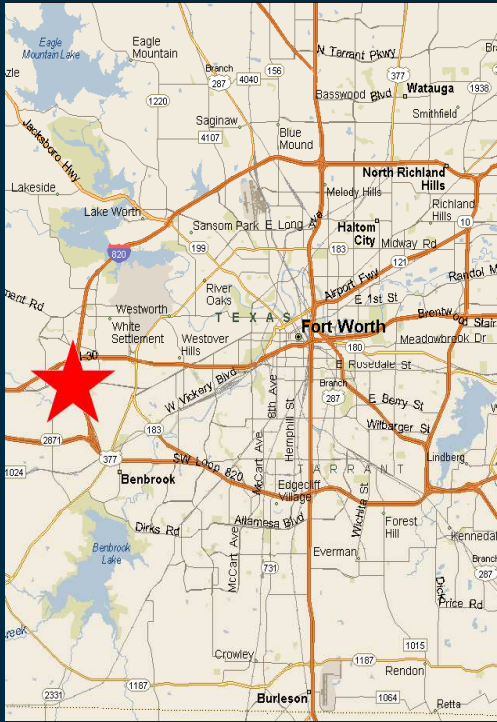 Eagle
Mountain Lake
Eagle
Mountain
N Tarrant Pkwy
Branch
287
4040
156
377
Watauga
Basswood Blvd
1938
Smithfield
1220
Saginaw
4107
Blue
Mound
Jacksboro Hwy
North Richland
Hills
Lakeside
Melody Hills
Lake Worth
Richland
Hills
Sansom Park
E Long Ave
Haltom
City
10
820
199
183
Midway Rd
121
River
Oaks
Airport Fwy
E 1st St
Westworth
TEXAS
Fort Worth
White
Settlement
Westover
Hills
180
Meadowbrook Dr
I-30
E Rosedale St
W Vickery Blvd
8th Ave
Hemphill St
Branch
287
E Berry St
183
McCart Ave
Wilbarger St
2871
377
SW Loop 820
TARRANT
Lindberg
1024
Benbrook
Edgecliff
Village
Wichita St
Dirks Rd
Altamesa Blvd
Forest
Hill
Benbrook
Lake
McCart Ave
Everman
Branch
287
731
Dick
Price Rd
Crowley
1015
1187
Rendon
1187
2331
Burleson
1064
Retta